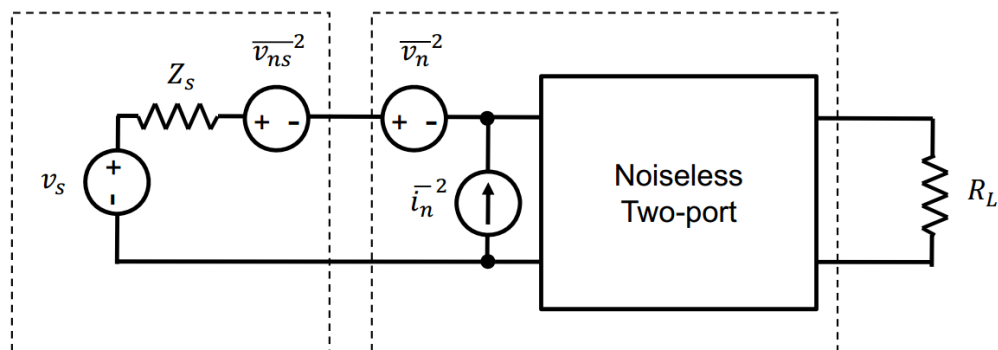 Z_s
\overline{v_{ns}}^2
\overline{v_n}^2
+ -
+ -
v_s
+
-
\overline{i_n}^2
Noiseless
Two-port
R_L